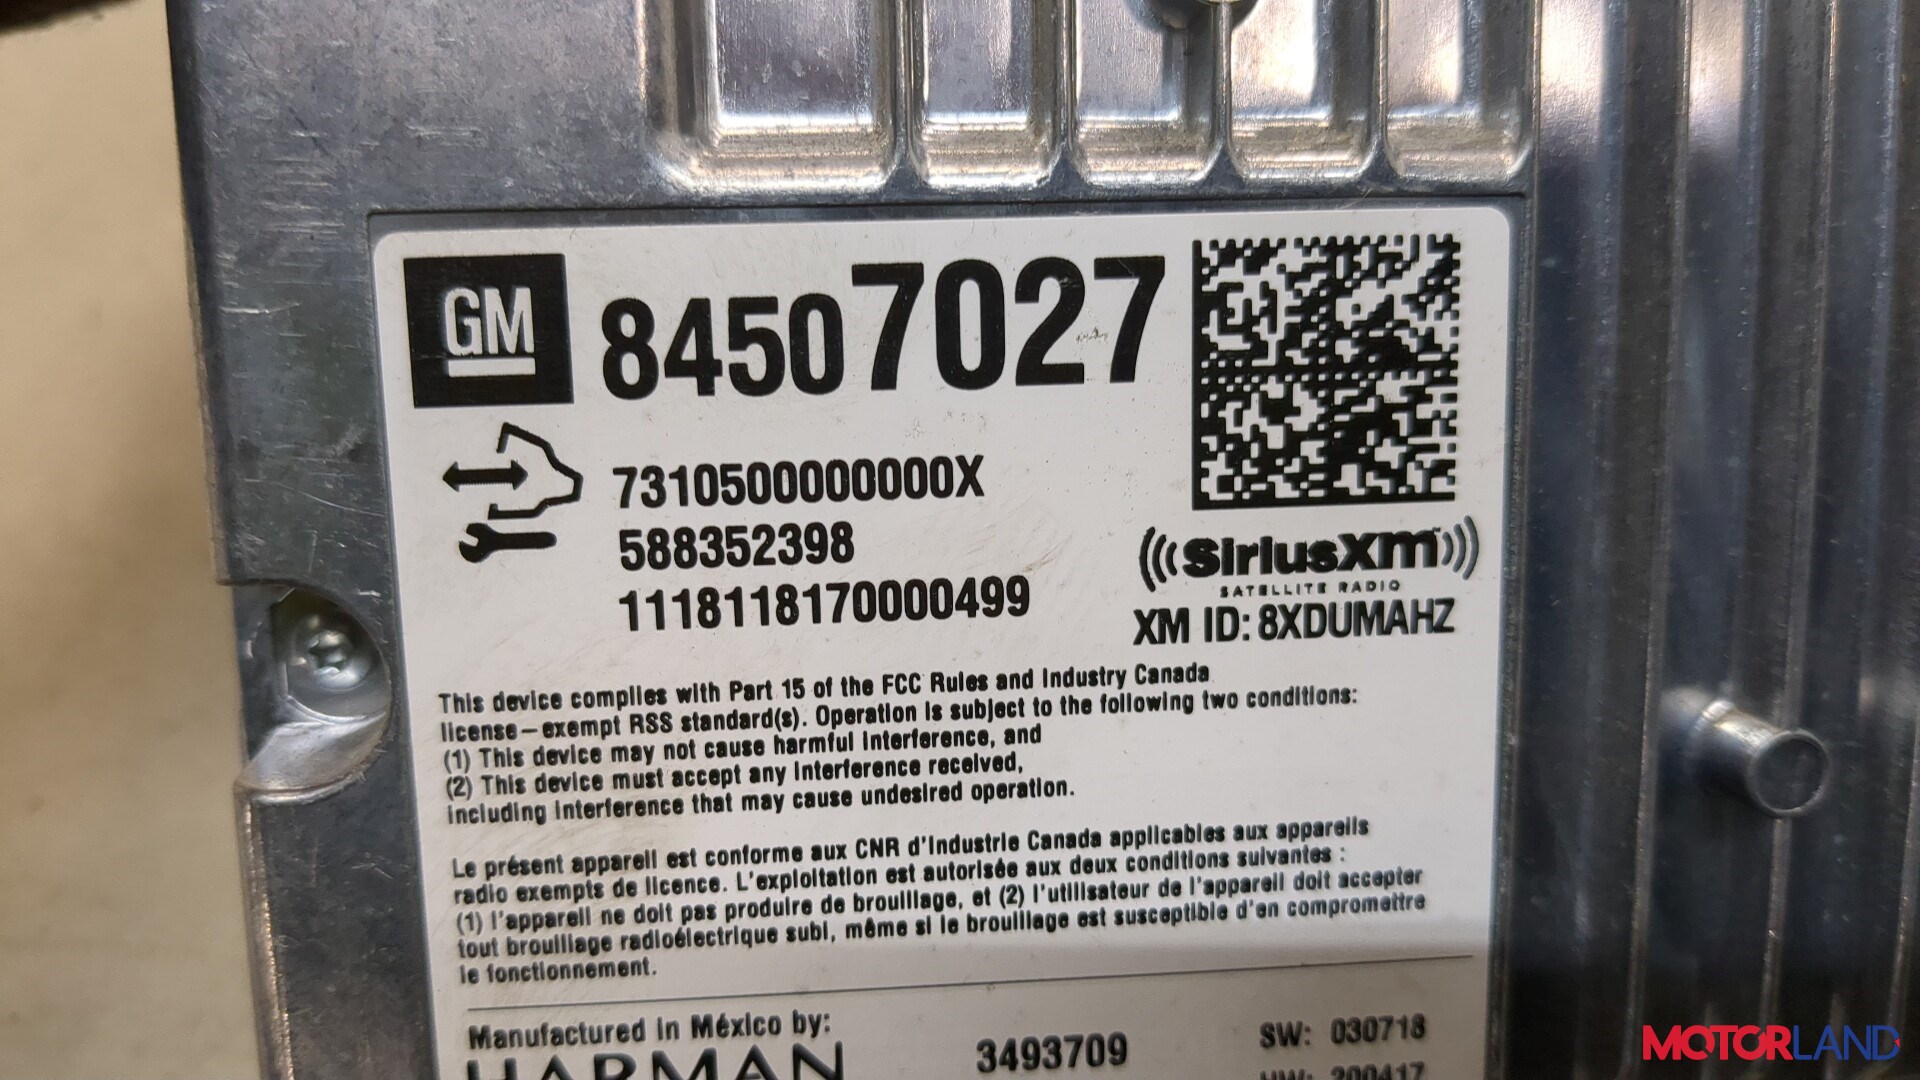 GM
84507027
7310500000000X
588352398
1118118170000499
((( SiriusXm )))
SATELLITE RADIO
XM ID: 8XDUMAHZ
This device complies with Part 15 of the FCC Rules and Industry Canada
license-exempt RSS standard(s). Operation is subject to the following two conditions:
(1) This device may not cause harmful interference, and
(2) This device must accept any interference received,
including interference that may cause undesired operation.
Le présent appareil est conforme aux CNR d'Industrie Canada applicables aux appareils
radio exempts de licence. L'exploitation est autorisée aux deux conditions suivantes :
(1) l'appareil ne doit pas produire de brouillage, et (2) l'utilisateur de l'appareil doit accepter
tout brouillage radioélectrique subi, même si le brouillage est susceptible d'en compromettre
le fonctionnement.
Manufactured in México by:
HARMAN
3493709
SW: 030718
HW: 200417
MOTORLAND